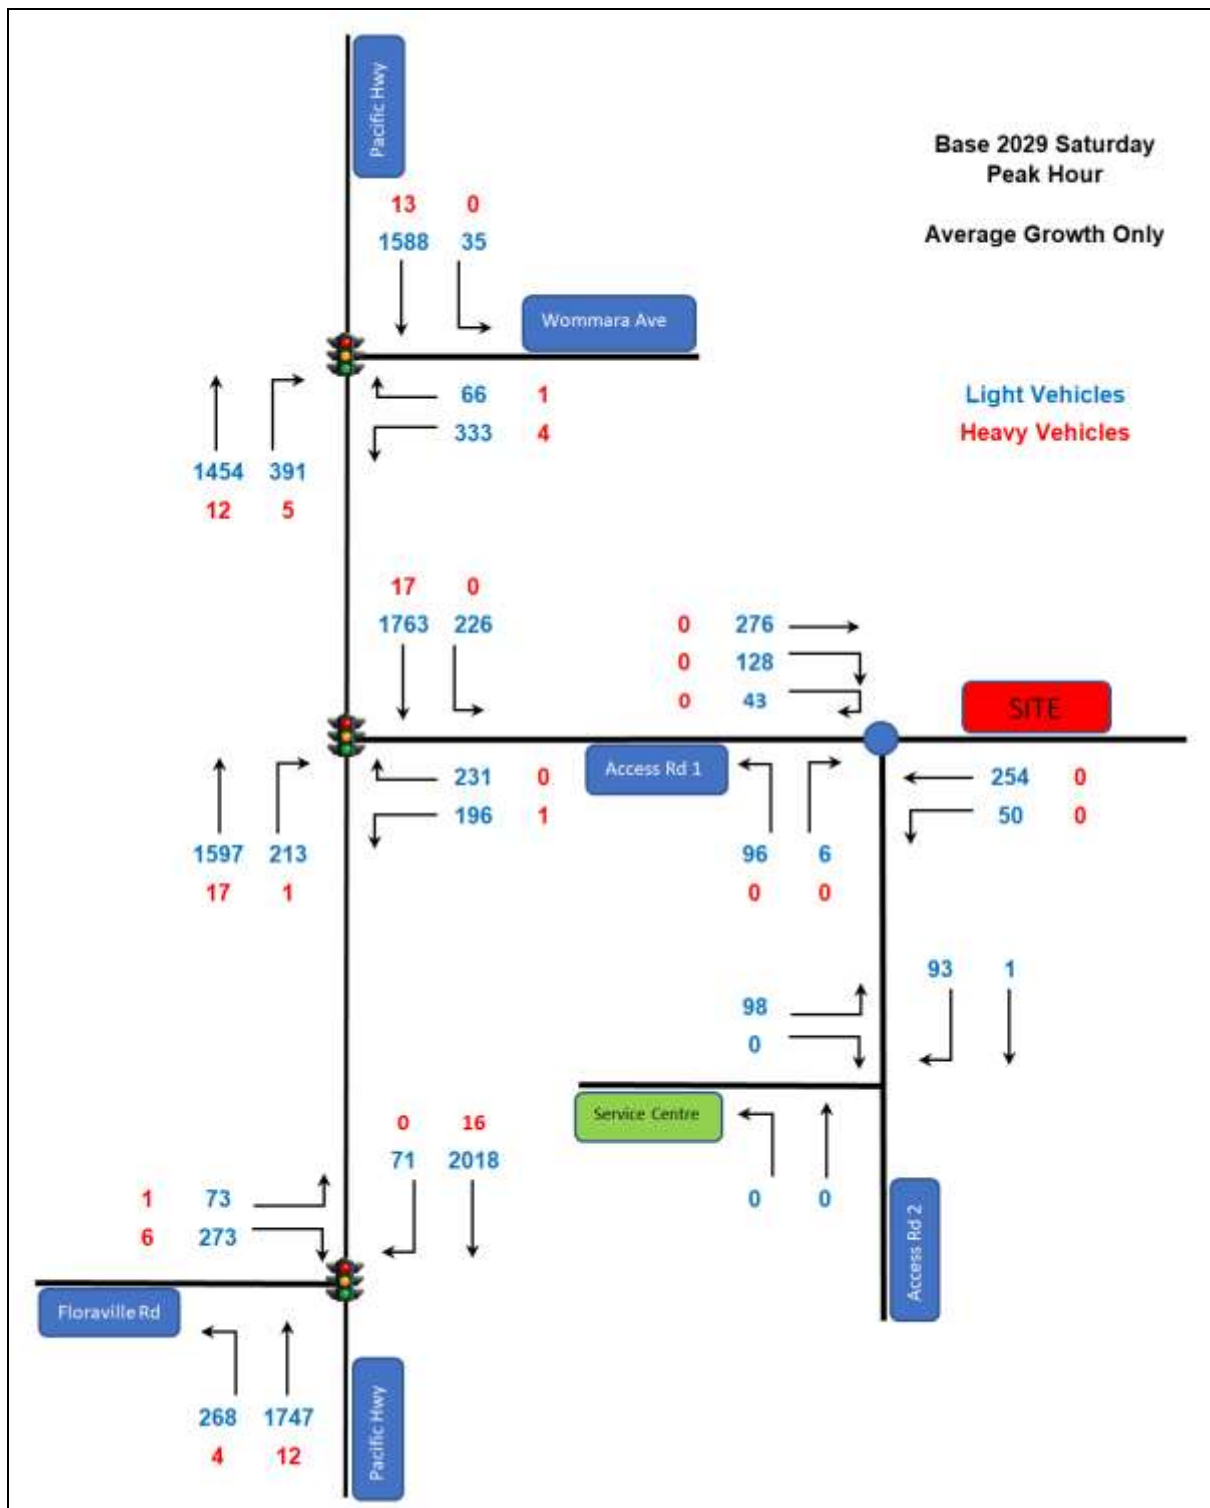 Pacific Hwy
Base 2029 Saturday
Peak Hour
Average Growth Only
13 0
1588 35
Wommara Ave
66 1
333 4
Light Vehicles
Heavy Vehicles
1454 391
12 5
17 0
1763 226
0 276
0 128
0 43
SITE
Access Rd 1
231 0
196 1
254 0
50 0
1597 213
17 1
96 6
0 0
93 1
98
0
Service Centre
0 16
71 2018
1 73
6 273
0 0
Access Rd 2
Floraville Rd
268 1747
4 12
Pacific Hwy